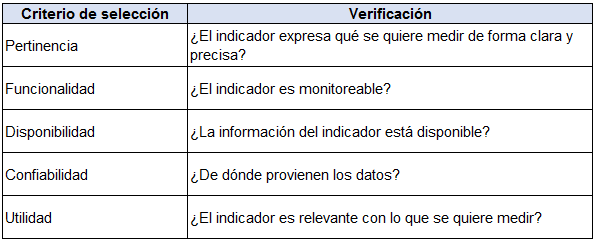 Criterio de selección Verificación
Pertinencia ¿El indicador expresa qué se quiere medir de forma clara y
precisa?
Funcionalidad ¿El indicador es monitoreable?
Disponibilidad ¿La información del indicador está disponible?
Confiabilidad ¿De dónde provienen los datos?
Utilidad ¿El indicador es relevante con lo que se quiere medir?